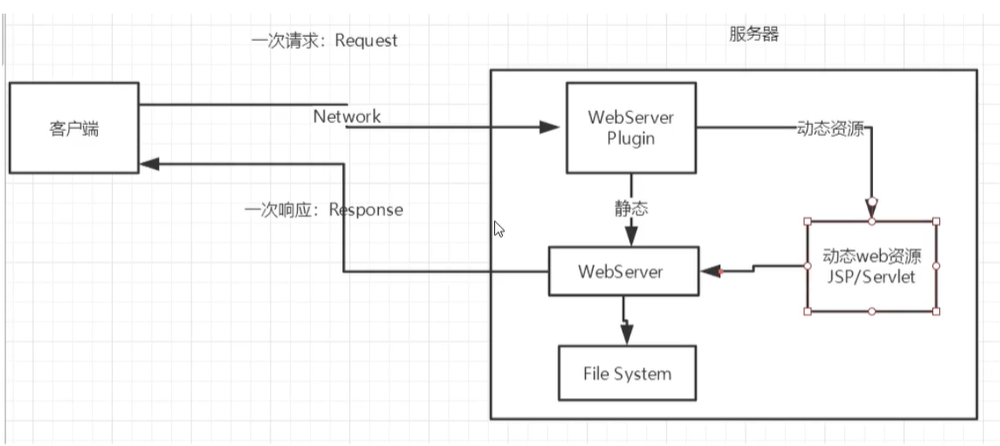 一次请求：Request
服务器
客户端
Network
WebServer
Plugin
动态资源
一次响应：Response
静态
动态web资源
JSP/Servlet
WebServer
File System